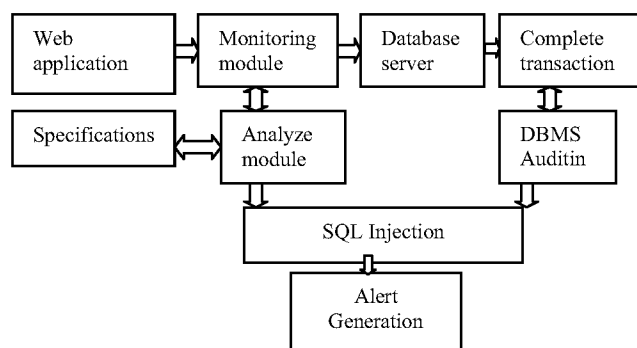 Web
application
Monitoring
module
Database
server
Complete
transaction
Specifications
Analyze
module
DBMS
Auditin
SQL Injection
Alert
Generation